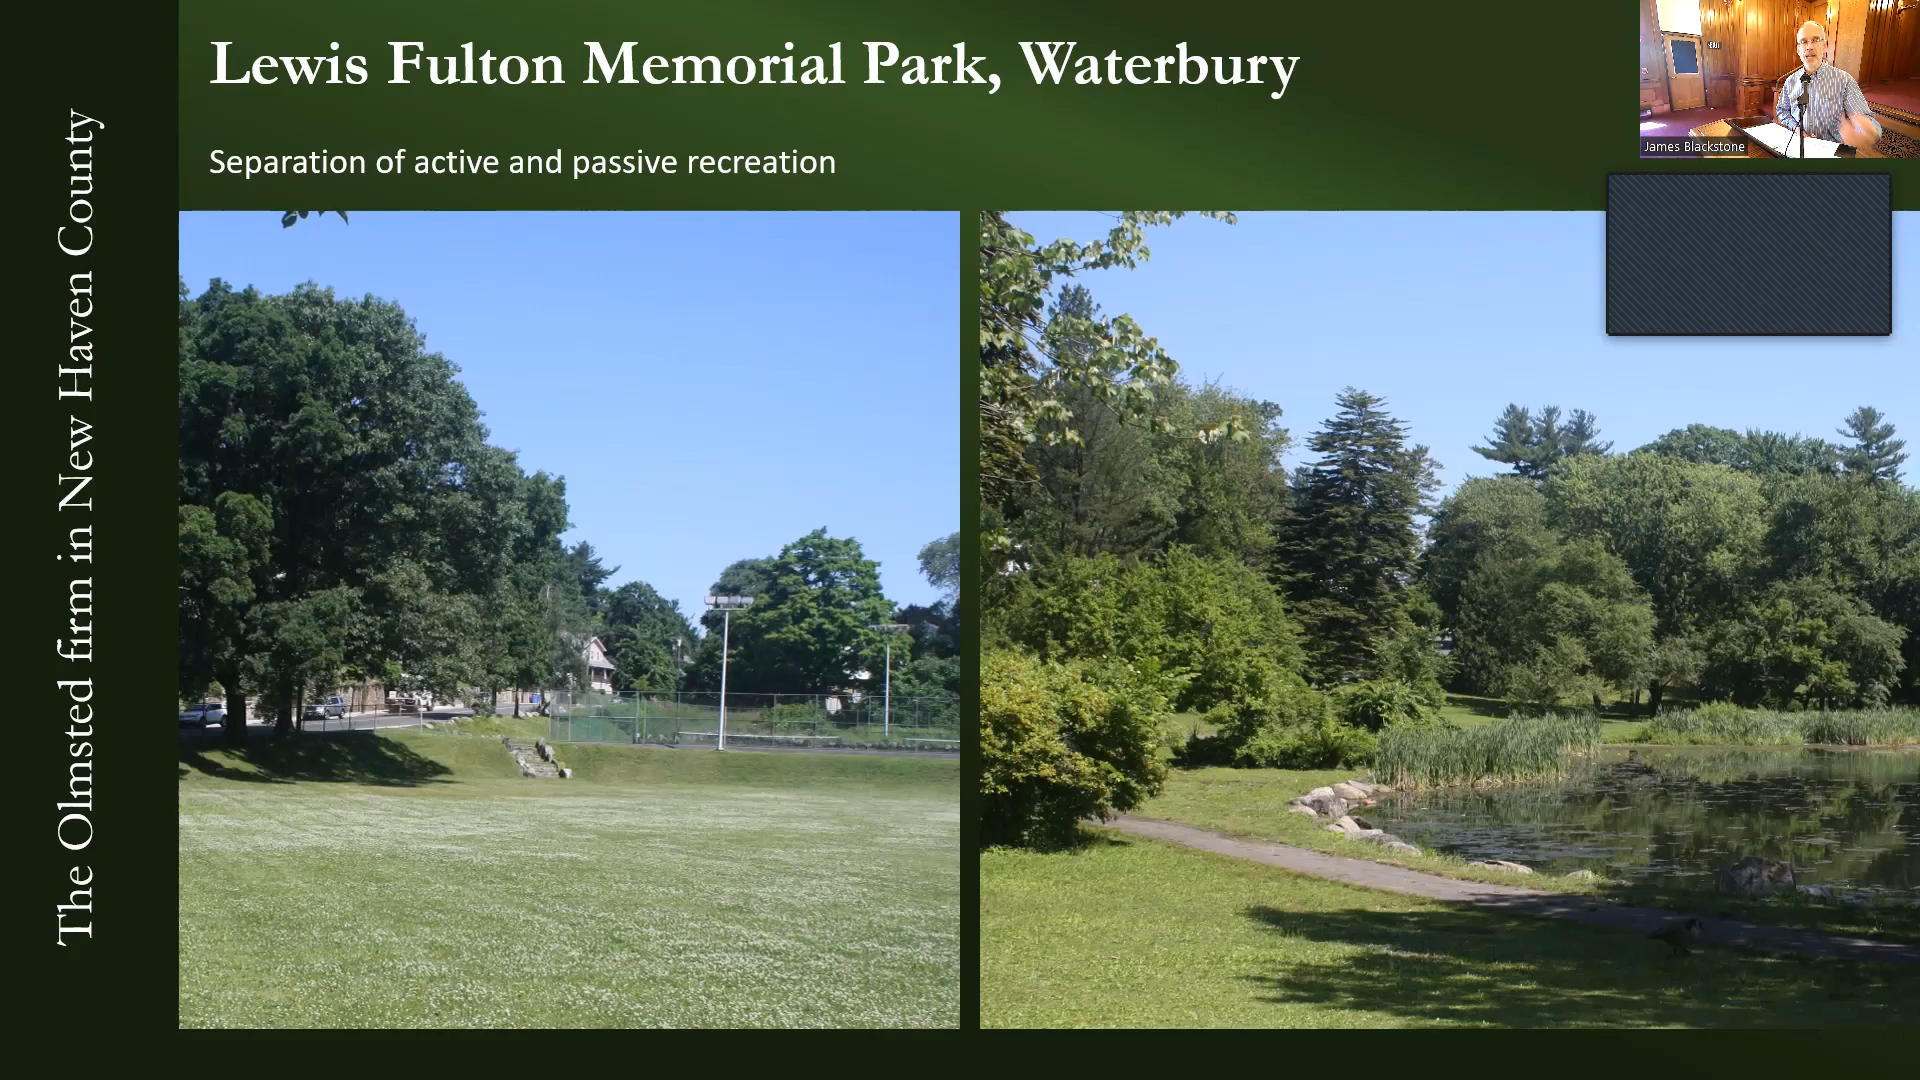 Lewis Fulton Memorial Park, Waterbury
Separation of active and passive recreation
The Olmsted firm in New Haven County
James Blackstone